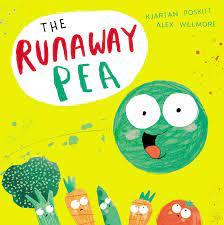 THE
RUNAWAY
PEA
KJARTAN POSKITT
ALEX WILLMORE